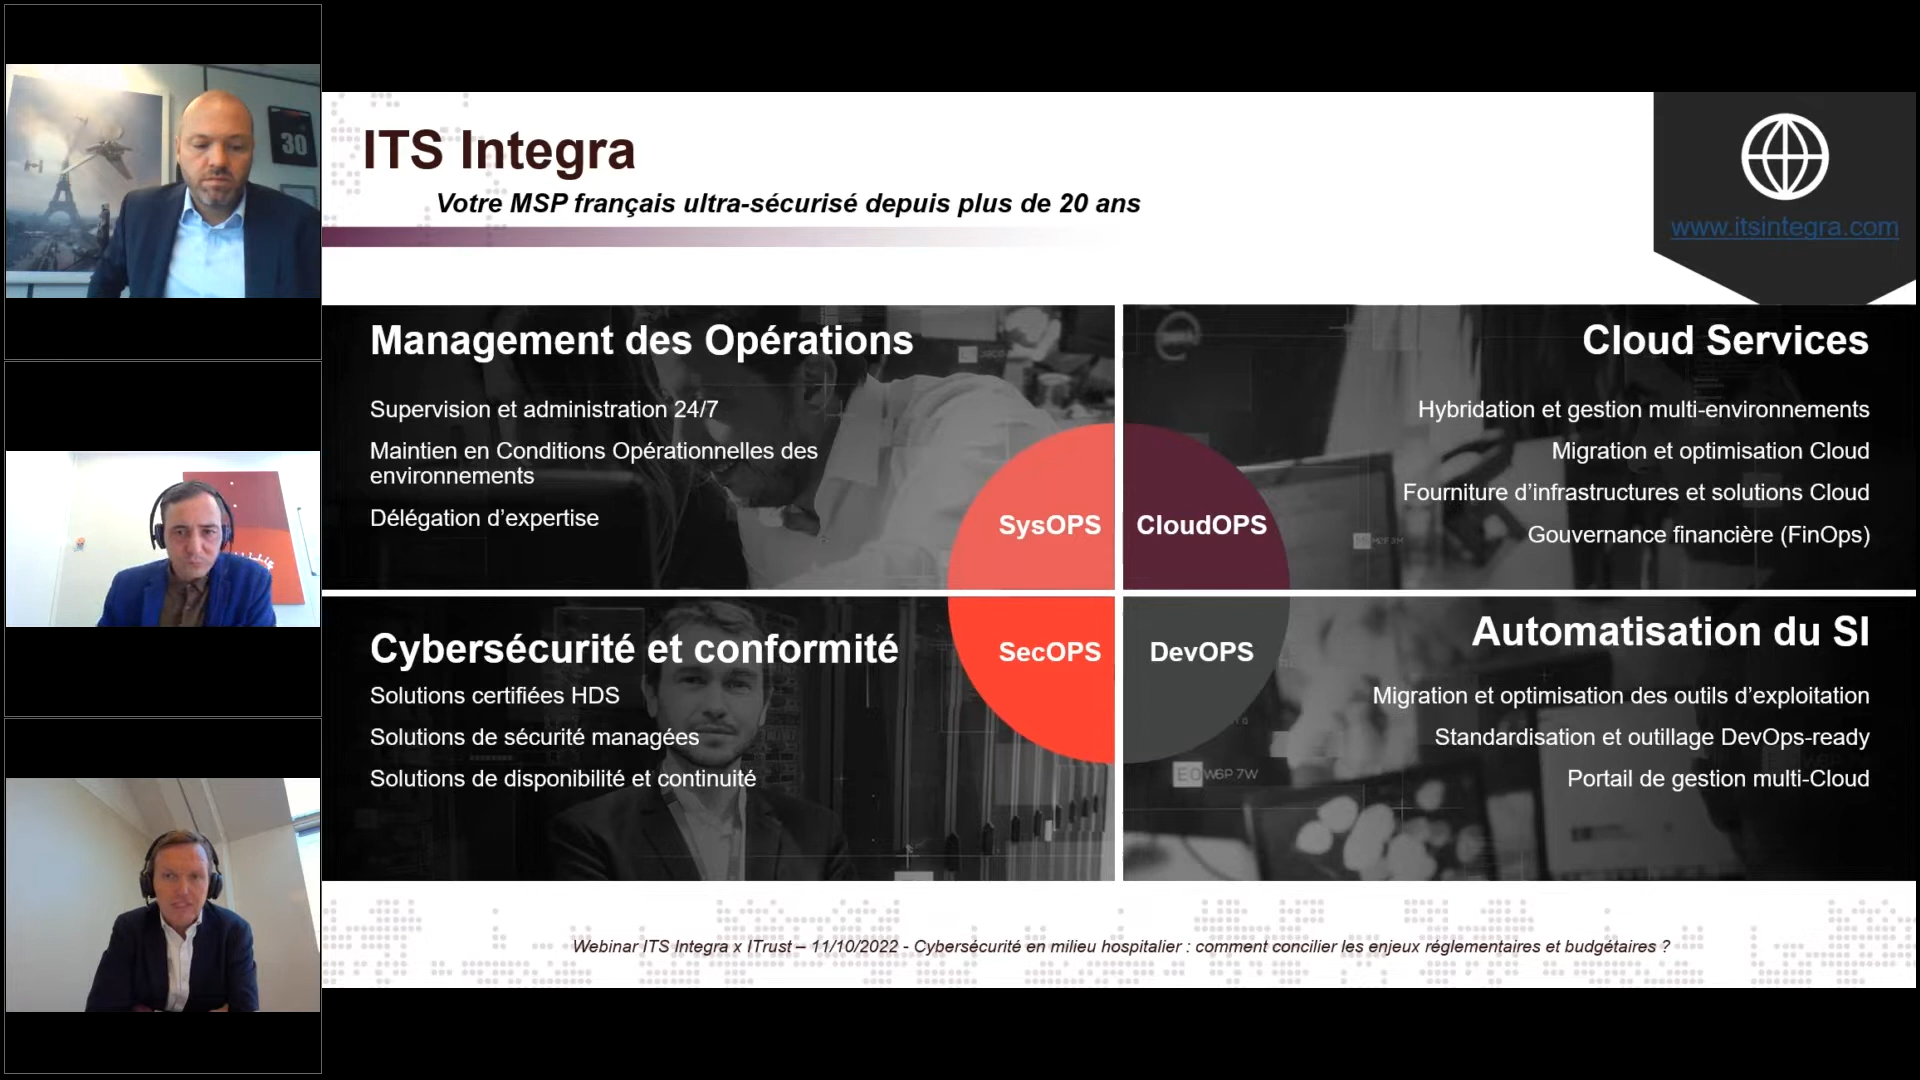 30
ITS Integra
Votre MSP français ultra-sécurisé depuis plus de 20 ans
www.itsintegra.com
Management des Opérations
Supervision et administration 24/7
Maintien en Conditions Opérationnelles des
environnements
Délégation d’expertise
SysOPS
Cloud Services
Hybridation et gestion multi-environnements
Migration et optimisation Cloud
Fourniture d’infrastructures et solutions Cloud
Gouvernance financière (FinOps)
CloudOPS
Cybersécurité et conformité
Solutions certifiées HDS
Solutions de sécurité managées
Solutions de disponibilité et continuité
SecOPS
DevOPS
Automatisation du SI
Migration et optimisation des outils d’exploitation
Standardisation et outillage DevOps-ready
Portail de gestion multi-Cloud
EOW6P7W
Webinar ITS Integra x ITrust – 11/10/2022 - Cybersécurité en milieu hospitalier : comment concilier les enjeux réglementaires et budgétaires ?